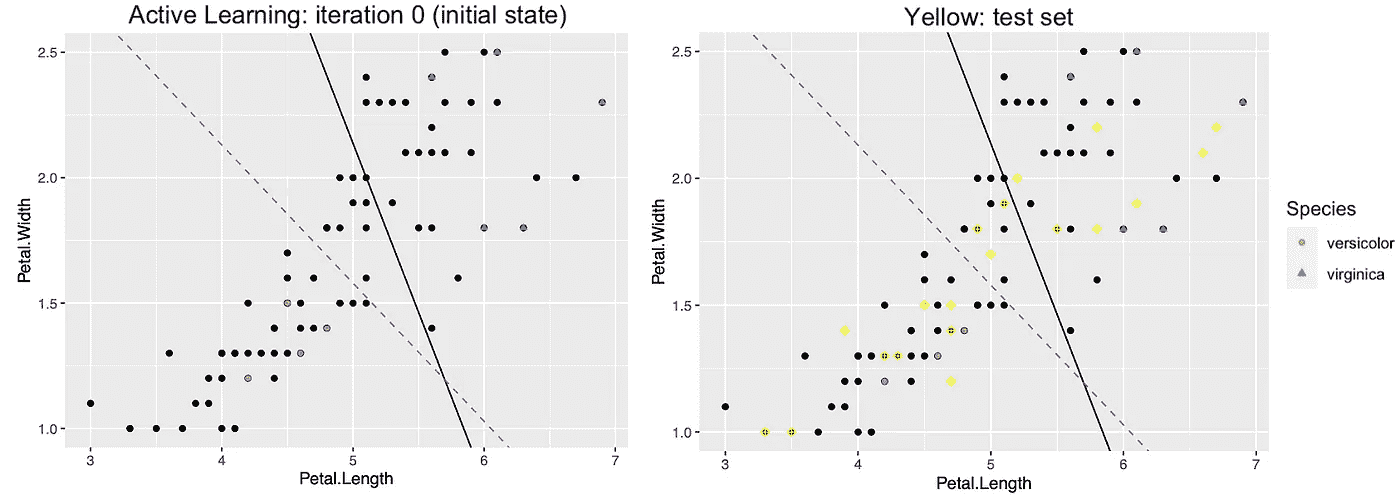 Active Learning: iteration 0 (initial state)
2.5
2.0
1.5
1.0
Petal.Width
3 4 5 6 7
Petal.Length
Yellow: test set
2.5
2.0
1.5
1.0
Petal.Width
3 4 5 6 7
Petal.Length
Species
versicolor
virginica